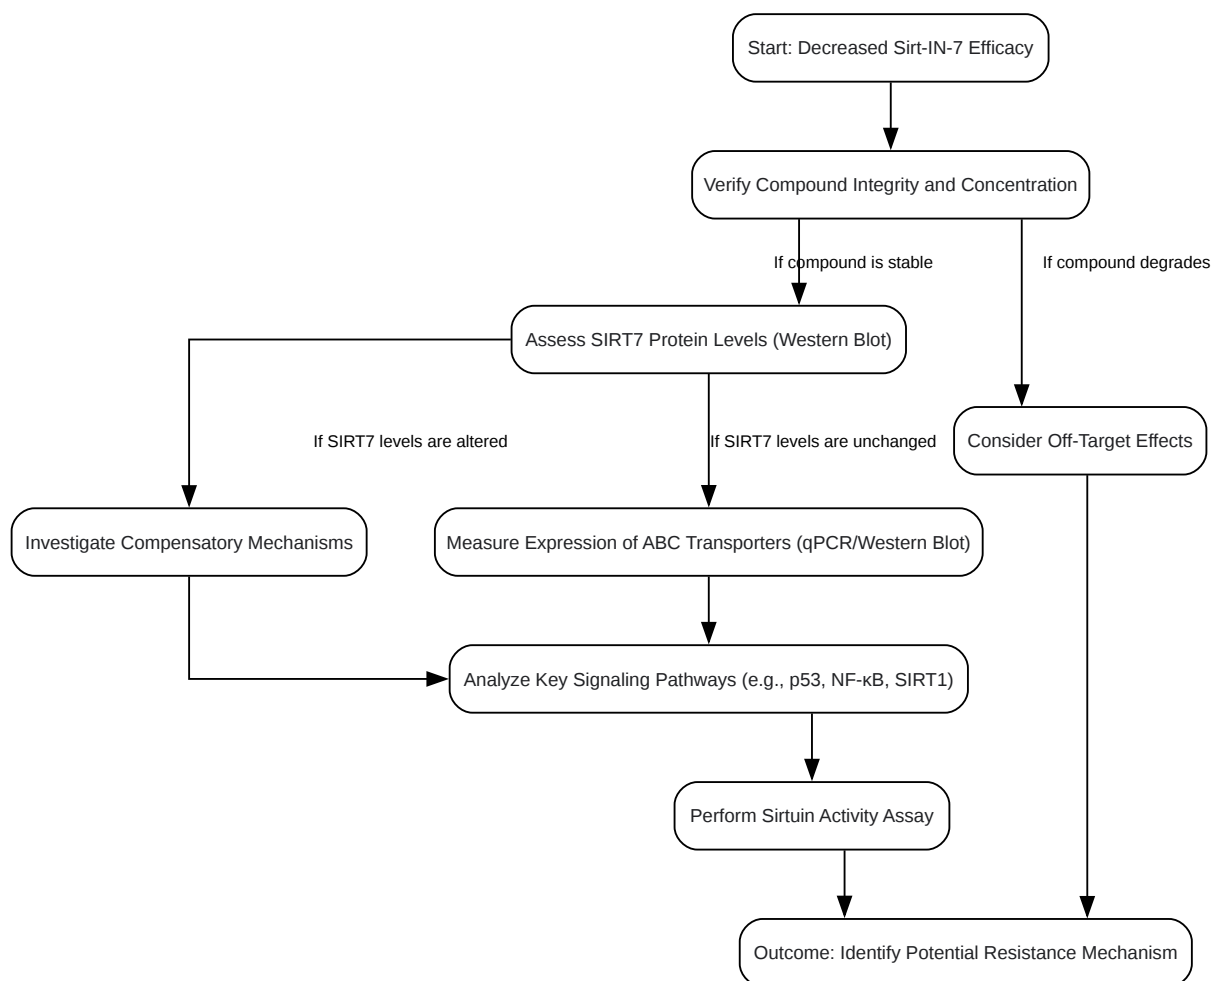 Start: Decreased Sirt-IN-7 Efficacy
Verify Compound Integrity and Concentration
If compound is stable
If compound degrades
Assess SIRT7 Protein Levels (Western Blot)
If SIRT7 levels are altered
If SIRT7 levels are unchanged
Consider Off-Target Effects
Investigate Compensatory Mechanisms
Measure Expression of ABC Transporters (qPCR/Western Blot)
Analyze Key Signaling Pathways (e.g., p53, NF-κB, SIRT1)
Perform Sirtuin Activity Assay
Outcome: Identify Potential Resistance Mechanism